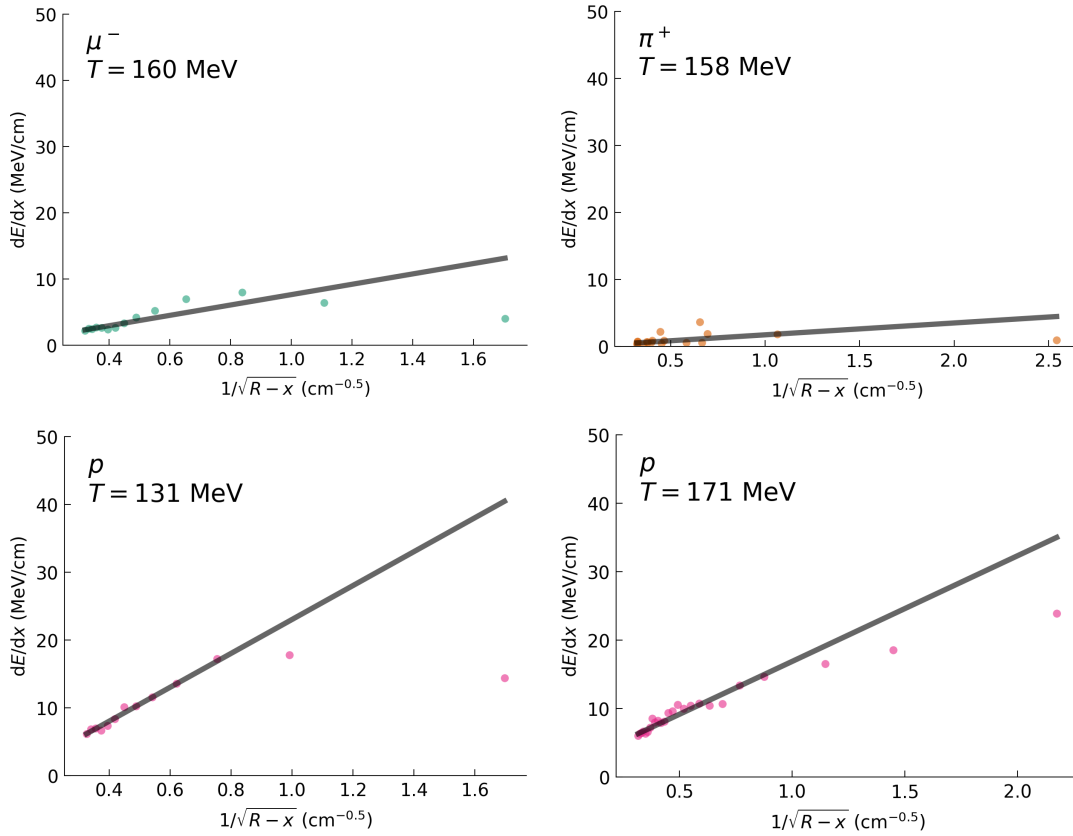 μ⁻
T = 160 MeV
dE/dx (MeV/cm)
50
40
30
20
10
0
0.4 0.6 0.8 1.0 1.2 1.4 1.6
1/√R − x (cm⁻⁰·⁵)
π⁺
T = 158 MeV
dE/dx (MeV/cm)
50
40
30
20
10
0
0.5 1.0 1.5 2.0 2.5
1/√R − x (cm⁻⁰·⁵)
p
T = 131 MeV
dE/dx (MeV/cm)
50
40
30
20
10
0
0.4 0.6 0.8 1.0 1.2 1.4 1.6
1/√R − x (cm⁻⁰·⁵)
p
T = 171 MeV
dE/dx (MeV/cm)
50
40
30
20
10
0
0.5 1.0 1.5 2.0
1/√R − x (cm⁻⁰·⁵)